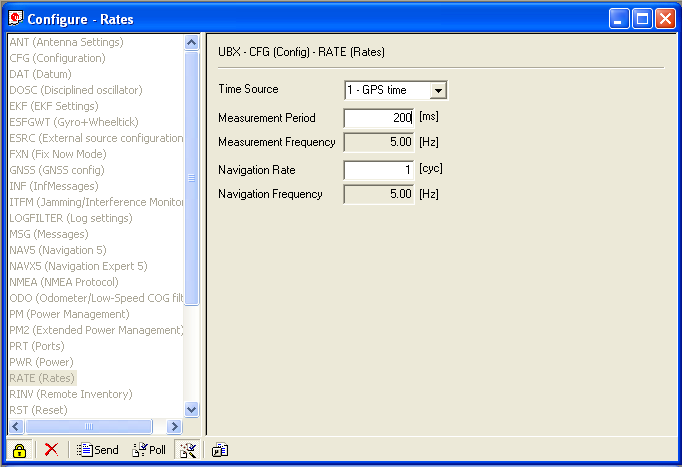 Configure - Rates
ANT (Antenna Settings)
CFG (Configuration)
DAT (Datum)
DOSC (Disciplined oscillator)
EKF (EKF Settings)
ESFGWT (Gyro+Wheeltick)
ESRC (External source configuration
FXN (Fix Now Mode)
GNSS (GNSS config)
INF (InfMessages)
ITFM (Jamming/Interference Monitor
LOGFILTER (Log settings)
MSG (Messages)
NAV5 (Navigation 5)
NAVX5 (Navigation Expert 5)
NMEA (NMEA Protocol)
ODO (Odometer/Low-Speed COG filt
PM (Power Management)
PM2 (Extended Power Management)
PRT (Ports)
PWR (Power)
RATE (Rates)
RINV (Remote Inventory)
RST (Reset)
UBX - CFG (Config) - RATE (Rates)
Time Source 1 - GPS time
Measurement Period 200 [ms]
Measurement Frequency 5.00 [Hz]
Navigation Rate 1 [cyc]
Navigation Frequency 5.00 [Hz]
Send Poll